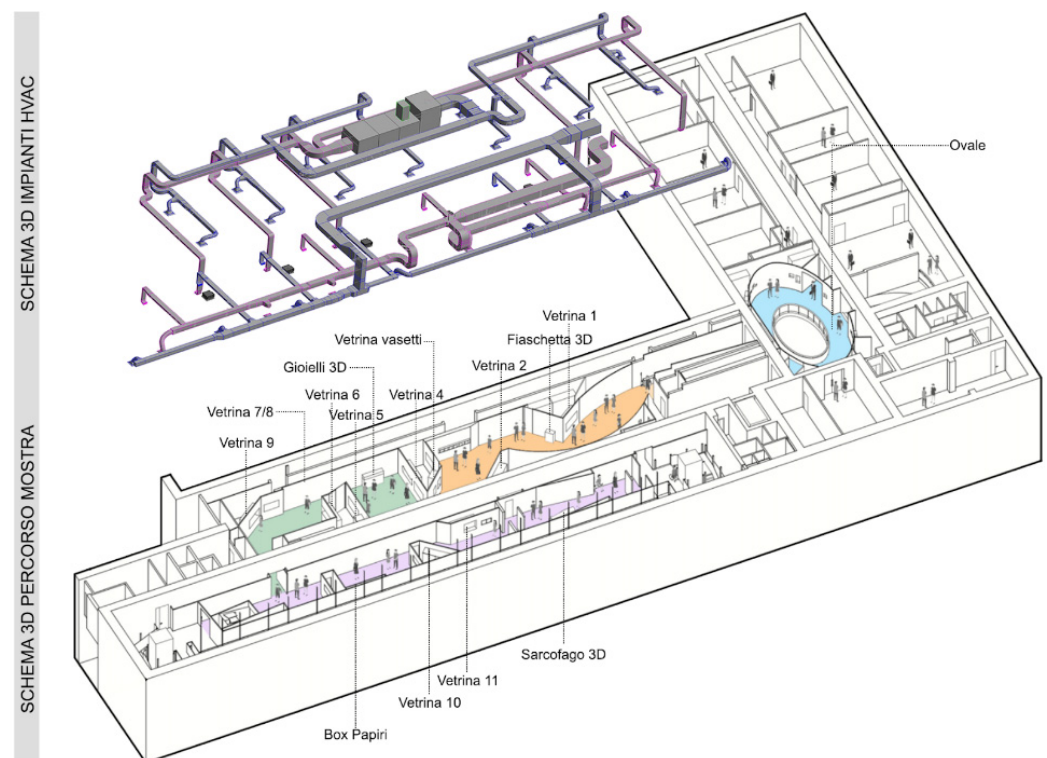 SCHEMA 3D IMPIANTI HVAC
Ovale
Vetrina 1
Vetrina vasetti
Fiaschetta 3D
Gioielli 3D
Vetrina 2
Vetrina 6
Vetrina 4
Vetrina 7/8
Vetrina 5
Vetrina 9
SCHEMA 3D PERCORSO MOSTRA
Sarcofago 3D
Vetrina 11
Vetrina 10
Box Papiri